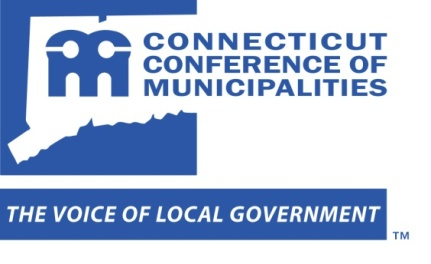 CONNECTICUT
CONFERENCE OF
MUNICIPALITIES
THE VOICE OF LOCAL GOVERNMENT
TM